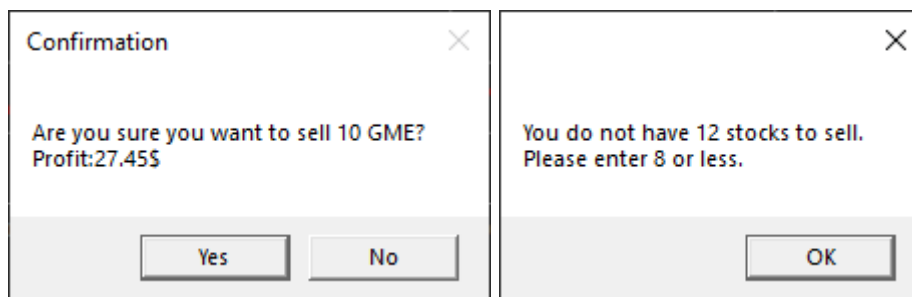 Confirmation
Are you sure you want to sell 10 GME?
Profit:27.45$
Yes
No
You do not have 12 stocks to sell.
Please enter 8 or less.
OK